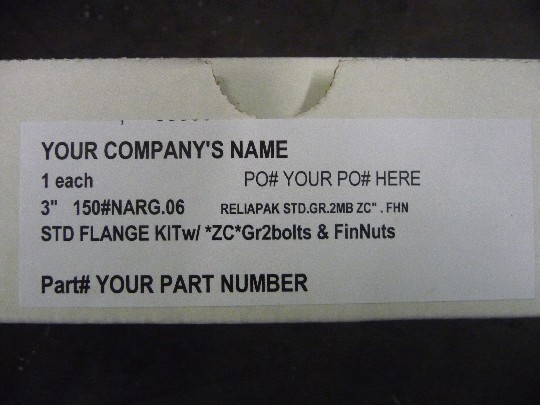 YOUR COMPANY'S NAME
1 each PO# YOUR PO# HERE
3" 150#NARG.06 RELIAPAK STD.GR.2MB ZC" . FHN
STD FLANGE KITw/ *ZC*Gr2bolts & FinNuts
Part# YOUR PART NUMBER